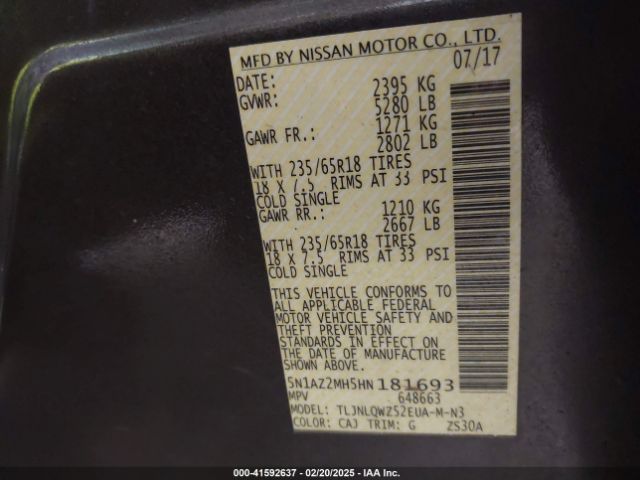 MFD BY NISSAN MOTOR CO., LTD.
DATE: 07/17
GVWR: 2395 KG
5280 LB
GAWR FR.: 1271 KG
2802 LB
WITH 235/65R18 TIRES
18 X 7.5 RIMS AT 33 PSI
COLD SINGLE
GAWR RR.: 1210 KG
2667 LB
WITH 235/65R18 TIRES
18 X 7.5 RIMS AT 33 PSI
COLD SINGLE
THIS VEHICLE CONFORMS TO
ALL APPLICABLE FEDERAL
MOTOR VEHICLE SAFETY AND
THEFT PREVENTION
STANDARDS IN EFFECT ON
THE DATE OF MANUFACTURE
SHOWN ABOVE.
5N1AZ2MH5HN181693
MPV 648663
MODEL: TLJNLQWZ52EUA-M-N3
COLOR: CAJ TRIM: G ZS30A
000-41592637 - 02/20/2025 - IAA Inc.